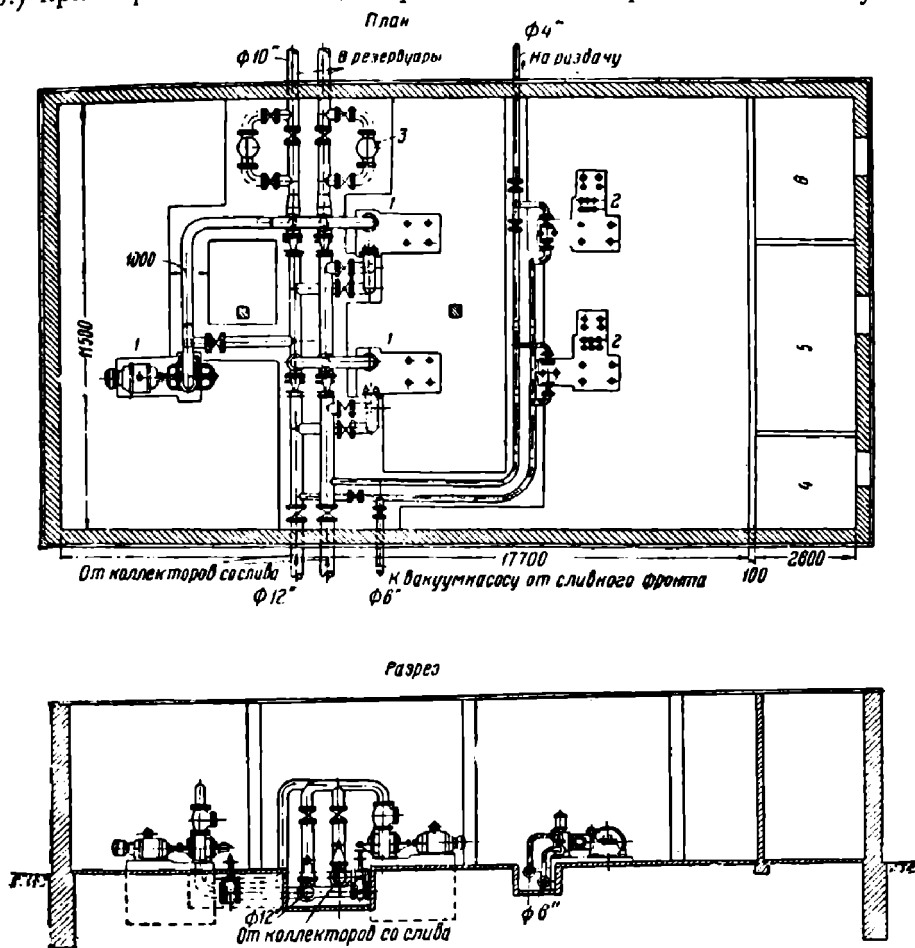 План
Ф10"
В резервуары
Ф4"
На раздачу
3
1
2
6
1000
11500
1
1
2
5
4
17700
100
2800
От коллекторов со слива
Ф12"
Ф6"
К вакуумнасосу от сливного фронта
Разрез
Ф12"
От коллекторов со слива
Ф6"